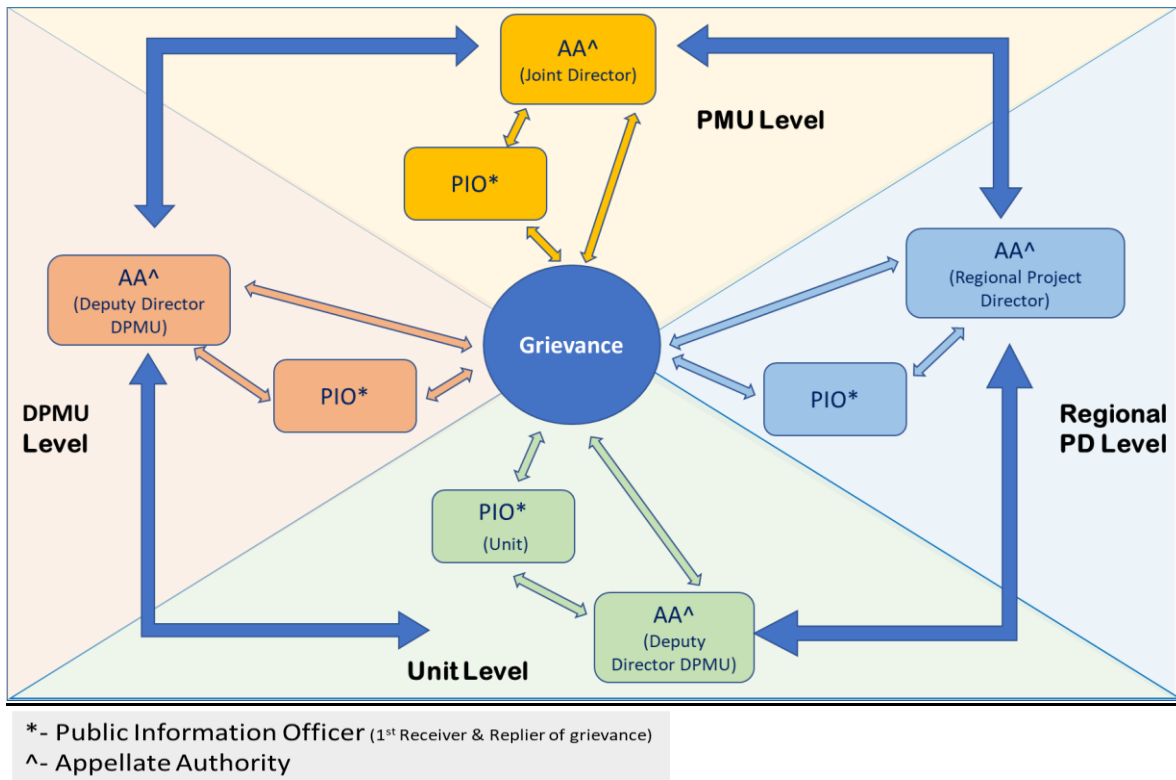 AA^
(Joint Director)
PMU Level
PIO*
AA^
(Deputy Director
DPMU)
AA^
(Regional Project
Director)
Grievance
PIO*
PIO*
DPMU
Level
Regional
PD Level
PIO*
(Unit)
AA^
(Deputy
Director DPMU)
Unit Level
*- Public Information Officer (1st Receiver & Replier of grievance)
^- Appellate Authority